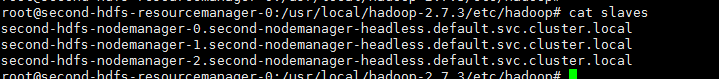 root@second-hdfs-resourcemanager-0:/usr/local/hadoop-2.7.3/etc/hadoop# cat slaves
second-hdfs-nodemanager-0.second-nodemanager-headless.default.svc.cluster.local
second-hdfs-nodemanager-1.second-nodemanager-headless.default.svc.cluster.local
second-hdfs-nodemanager-2.second-nodemanager-headless.default.svc.cluster.local
root@second-hdfs-resourcemanager-0:/usr/local/hadoop-2.7.3/etc/hadoop#